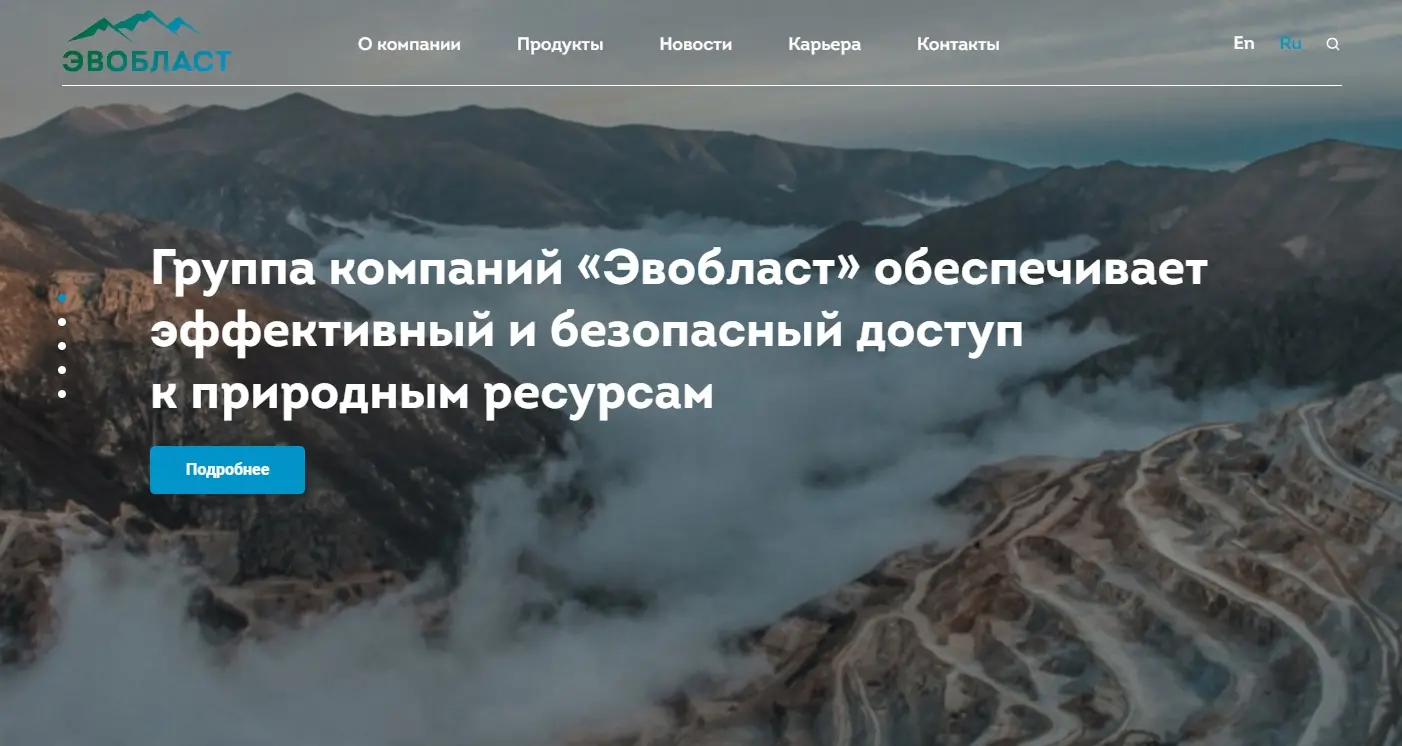 ЭВОБЛАСТ
О компании
Продукты
Новости
Карьера
Контакты
En
Ru
Группа компаний «Эвобласт» обеспечивает
эффективный и безопасный доступ
к природным ресурсам
Подробнее